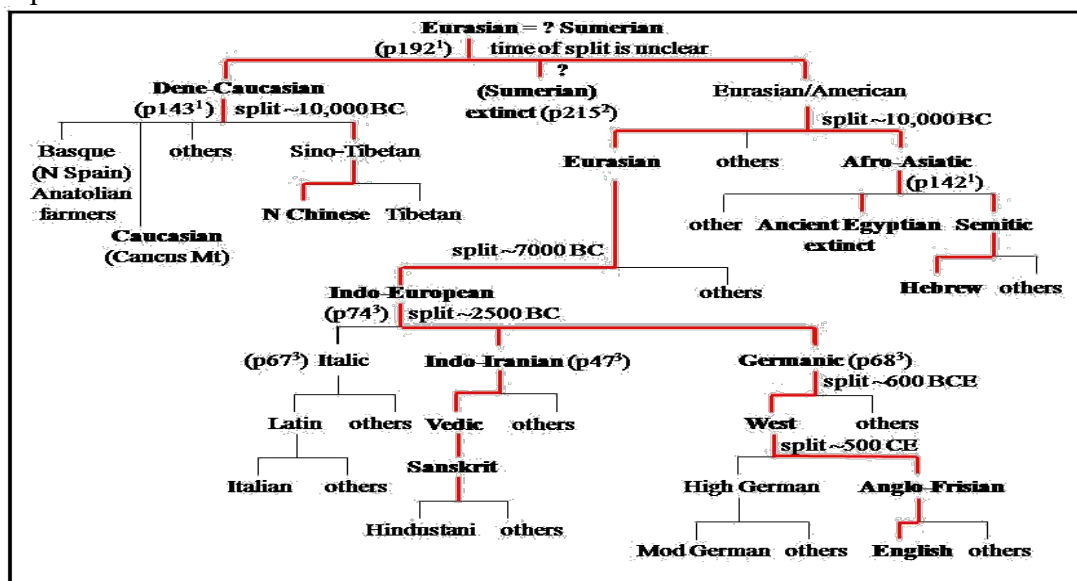 Eurasian = ? Sumerian
(p192¹) time of split is unclear
?
Dene-Caucasian (Sumerian) Eurasian/American
(p143¹) split ~10,000 BC extinct (p215²) split ~10,000 BC
Basque others Sino-Tibetan Eurasian others Afro-Asiatic
(N Spain) (p142¹)
Anatolian
farmers N Chinese Tibetan other Ancient Egyptian Semitic
extinct
Caucasian
(Caucus Mt) split ~7000 BC
Indo-European others Hebrew others
(p74³) split ~2500 BC
(p67³) Italic Indo-Iranian (p47³) Germanic (p68³)
split ~600 BCE
Latin others Vedic others West others
split ~500 CE
Sanskrit
Italian others High German Anglo-Frisian
Hindustani others
Mod German others English others